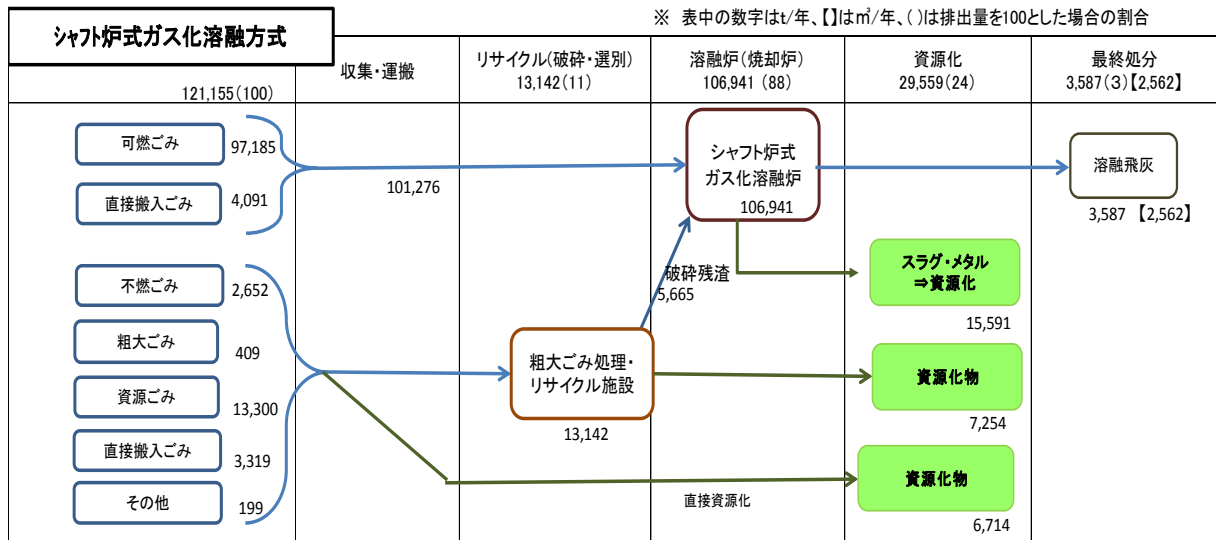 ※ 表中の数字はt/年、【】は㎥/年、( )は排出量を100とした場合の割合
シャフト炉式ガス化溶融方式
121,155(100)
収集・運搬
リサイクル(破砕・選別)
13,142(11)
溶融炉(焼却炉)
106,941 (88)
資源化
29,559(24)
最終処分
3,587(3)【2,562】
可燃ごみ
97,185
直接搬入ごみ
4,091
101,276
シャフト炉式
ガス化溶融炉
106,941
溶融飛灰
3,587 【2,562】
不燃ごみ
2,652
粗大ごみ
409
資源ごみ
13,300
直接搬入ごみ
3,319
その他
199
破砕残渣
5,665
粗大ごみ処理・
リサイクル施設
13,142
スラグ・メタル
⇒資源化
15,591
資源化物
7,254
直接資源化
資源化物
6,714